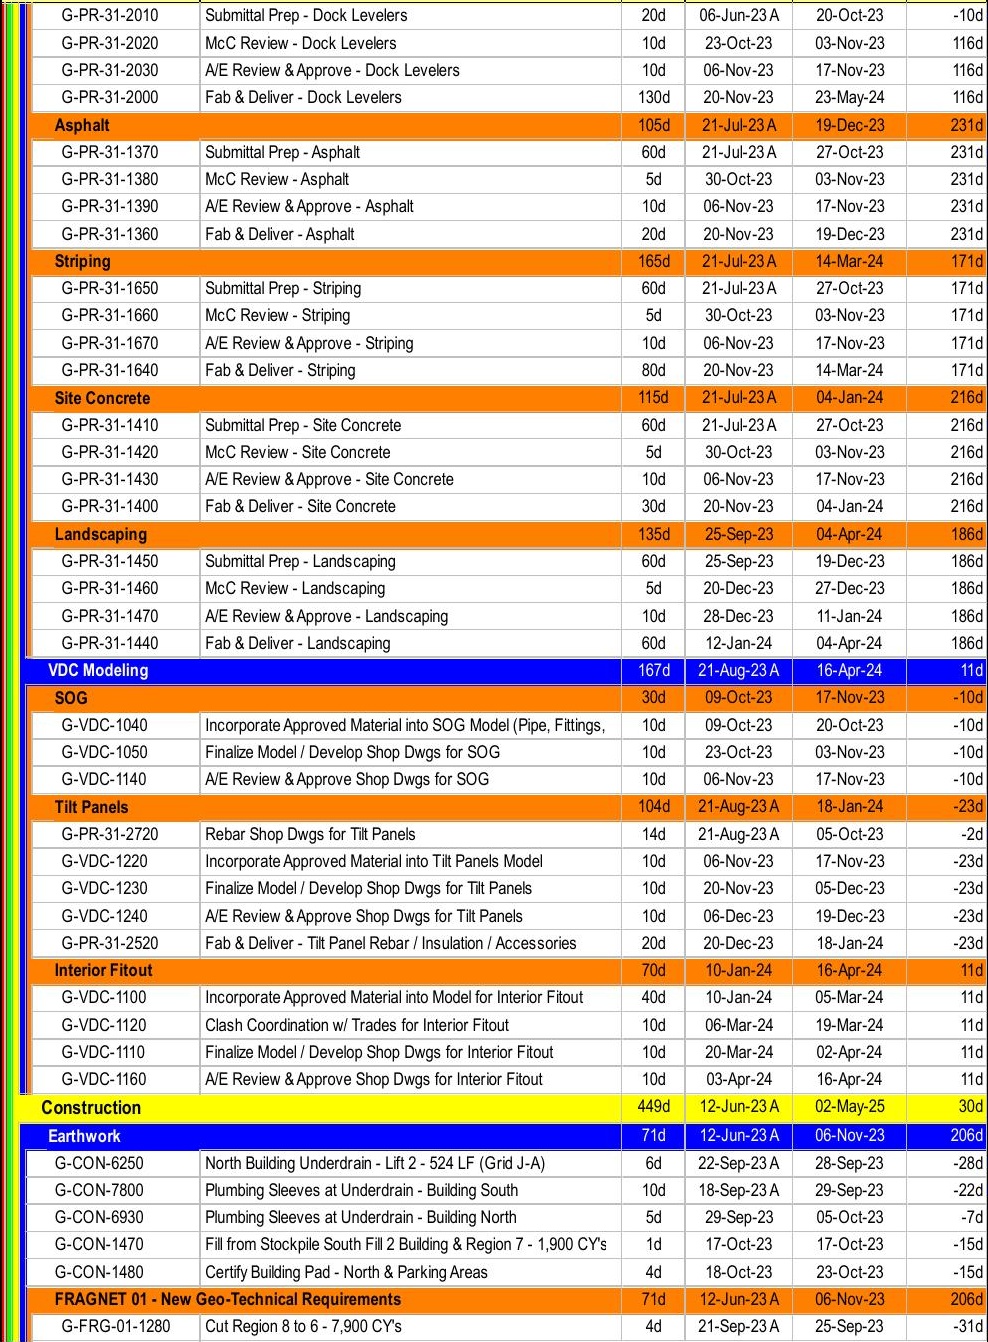 G-PR-31-2010 Submittal Prep - Dock Levelers 20d 06-Jun-23 A 20-Oct-23 -10d
G-PR-31-2020 McC Review - Dock Levelers 10d 23-Oct-23 03-Nov-23 116d
G-PR-31-2030 A/E Review & Approve - Dock Levelers 10d 06-Nov-23 17-Nov-23 116d
G-PR-31-2000 Fab & Deliver - Dock Levelers 130d 20-Nov-23 23-May-24 116d
Asphalt 105d 21-Jul-23 A 19-Dec-23 231d
G-PR-31-1370 Submittal Prep - Asphalt 60d 21-Jul-23 A 27-Oct-23 231d
G-PR-31-1380 McC Review - Asphalt 5d 30-Oct-23 03-Nov-23 231d
G-PR-31-1390 A/E Review & Approve - Asphalt 10d 06-Nov-23 17-Nov-23 231d
G-PR-31-1360 Fab & Deliver - Asphalt 20d 20-Nov-23 19-Dec-23 231d
Striping 165d 21-Jul-23 A 14-Mar-24 171d
G-PR-31-1650 Submittal Prep - Striping 60d 21-Jul-23 A 27-Oct-23 171d
G-PR-31-1660 McC Review - Striping 5d 30-Oct-23 03-Nov-23 171d
G-PR-31-1670 A/E Review & Approve - Striping 10d 06-Nov-23 17-Nov-23 171d
G-PR-31-1640 Fab & Deliver - Striping 80d 20-Nov-23 14-Mar-24 171d
Site Concrete 115d 21-Jul-23 A 04-Jan-24 216d
G-PR-31-1410 Submittal Prep - Site Concrete 60d 21-Jul-23 A 27-Oct-23 216d
G-PR-31-1420 McC Review - Site Concrete 5d 30-Oct-23 03-Nov-23 216d
G-PR-31-1430 A/E Review & Approve - Site Concrete 10d 06-Nov-23 17-Nov-23 216d
G-PR-31-1400 Fab & Deliver - Site Concrete 30d 20-Nov-23 04-Jan-24 216d
Landscaping 135d 25-Sep-23 04-Apr-24 186d
G-PR-31-1450 Submittal Prep - Landscaping 60d 25-Sep-23 19-Dec-23 186d
G-PR-31-1460 McC Review - Landscaping 5d 20-Dec-23 27-Dec-23 186d
G-PR-31-1470 A/E Review & Approve - Landscaping 10d 28-Dec-23 11-Jan-24 186d
G-PR-31-1440 Fab & Deliver - Landscaping 60d 12-Jan-24 04-Apr-24 186d
VDC Modeling 167d 21-Aug-23 A 16-Apr-24 11d
SOG 30d 09-Oct-23 17-Nov-23 -10d
G-VDC-1040 Incorporate Approved Material into SOG Model (Pipe, Fittings, 10d 09-Oct-23 20-Oct-23 -10d
G-VDC-1050 Finalize Model / Develop Shop Dwgs for SOG 10d 23-Oct-23 03-Nov-23 -10d
G-VDC-1140 A/E Review & Approve Shop Dwgs for SOG 10d 06-Nov-23 17-Nov-23 -10d
Tilt Panels 104d 21-Aug-23 A 18-Jan-24 -23d
G-PR-31-2720 Rebar Shop Dwgs for Tilt Panels 14d 21-Aug-23 A 05-Oct-23 -2d
G-VDC-1220 Incorporate Approved Material into Tilt Panels Model 10d 06-Nov-23 17-Nov-23 -23d
G-VDC-1230 Finalize Model / Develop Shop Dwgs for Tilt Panels 10d 20-Nov-23 05-Dec-23 -23d
G-VDC-1240 A/E Review & Approve Shop Dwgs for Tilt Panels 10d 06-Dec-23 19-Dec-23 -23d
G-PR-31-2520 Fab & Deliver - Tilt Panel Rebar / Insulation / Accessories 20d 20-Dec-23 18-Jan-24 -23d
Interior Fitout 70d 10-Jan-24 16-Apr-24 11d
G-VDC-1100 Incorporate Approved Material into Model for Interior Fitout 40d 10-Jan-24 05-Mar-24 11d
G-VDC-1120 Clash Coordination w/ Trades for Interior Fitout 10d 06-Mar-24 19-Mar-24 11d
G-VDC-1110 Finalize Model / Develop Shop Dwgs for Interior Fitout 10d 20-Mar-24 02-Apr-24 11d
G-VDC-1160 A/E Review & Approve Shop Dwgs for Interior Fitout 10d 03-Apr-24 16-Apr-24 11d
Construction 449d 12-Jun-23 A 02-May-25 30d
Earthwork 71d 12-Jun-23 A 06-Nov-23 206d
G-CON-6250 North Building Underdrain - Lift 2 - 524 LF (Grid J-A) 6d 22-Sep-23 A 28-Sep-23 -28d
G-CON-7800 Plumbing Sleeves at Underdrain - Building South 10d 18-Sep-23 A 29-Sep-23 -22d
G-CON-6930 Plumbing Sleeves at Underdrain - Building North 5d 29-Sep-23 05-Oct-23 -7d
G-CON-1470 Fill from Stockpile South Fill 2 Building & Region 7 - 1,900 CY's 1d 17-Oct-23 17-Oct-23 -15d
G-CON-1480 Certify Building Pad - North & Parking Areas 4d 18-Oct-23 23-Oct-23 -15d
FRAGNET 01 - New Geo-Technical Requirements 71d 12-Jun-23 A 06-Nov-23 206d
G-FRG-01-1280 Cut Region 8 to 6 - 7,900 CY's 4d 21-Sep-23 A 25-Sep-23 -31d